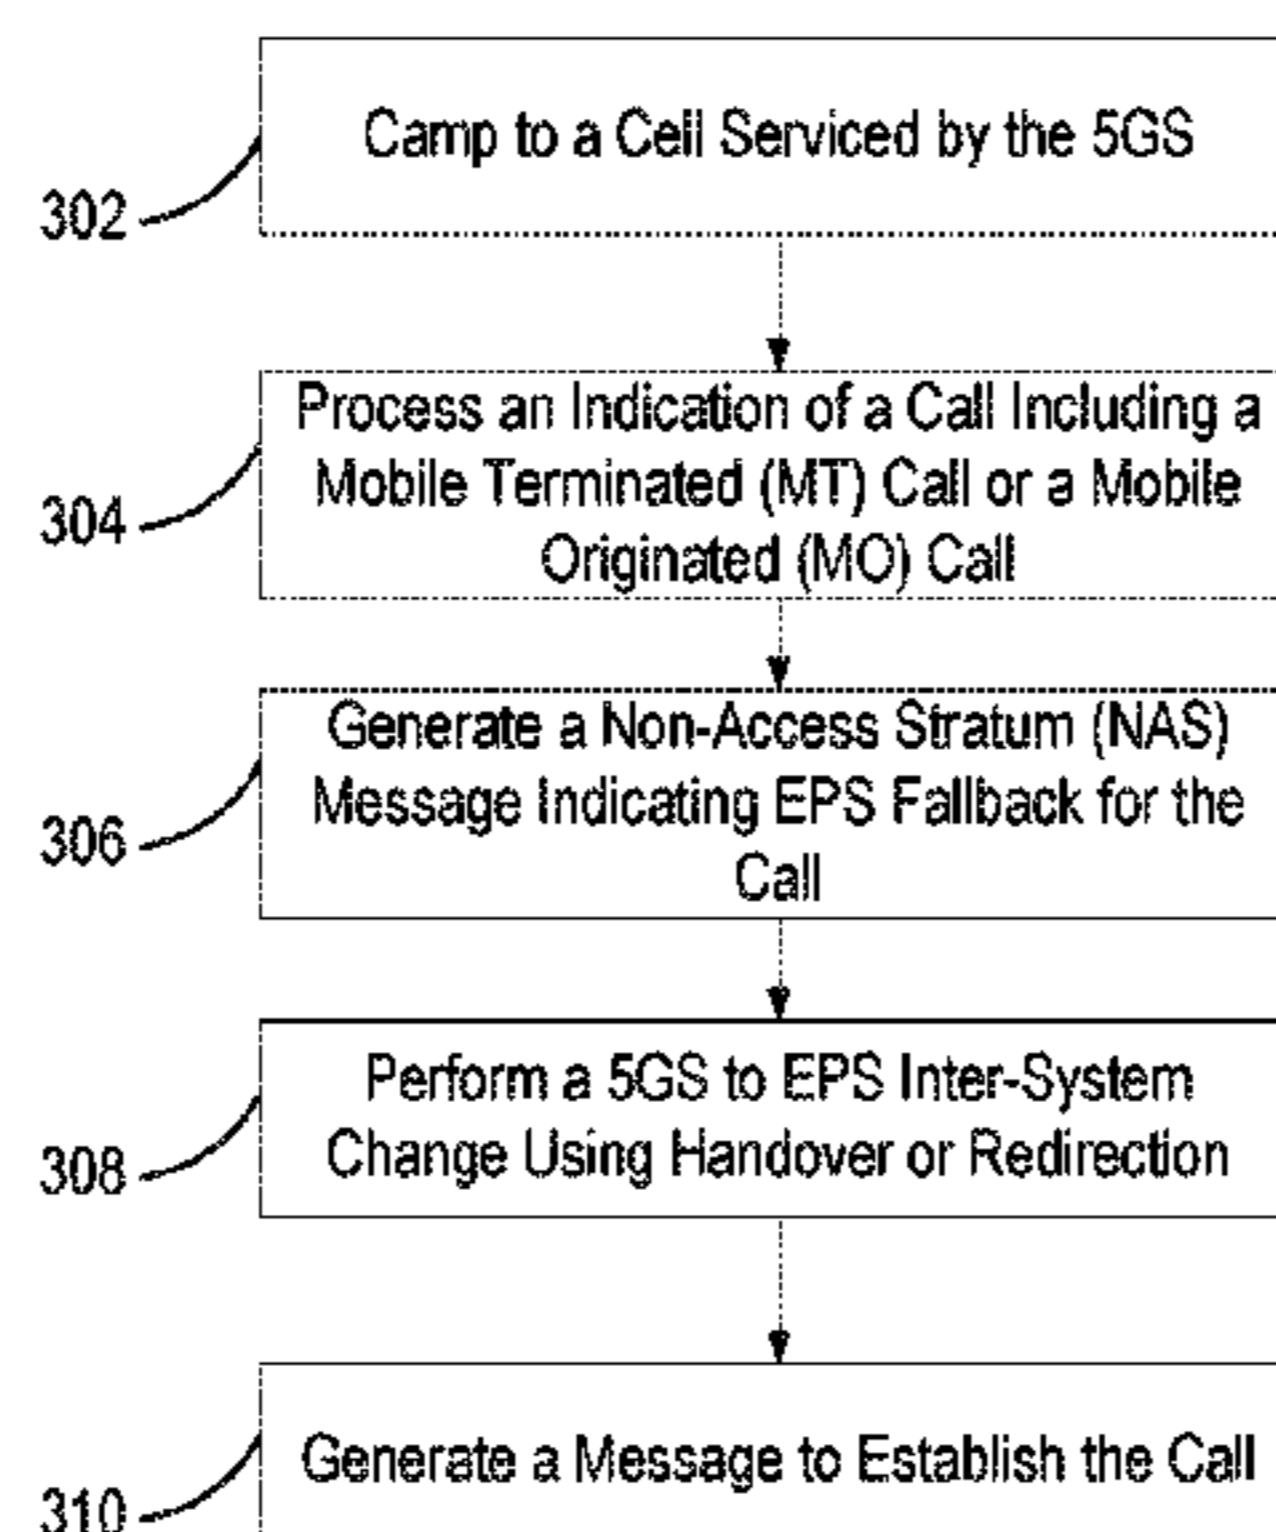 Camp to a Cell Serviced by the 5GS
302
Process an Indication of a Call Including a
Mobile Terminated (MT) Call or a Mobile
Originated (MO) Call
304
Generate a Non-Access Stratum (NAS)
Message Indicating EPS Fallback for the
Call
306
Perform a 5GS to EPS Inter-System
Change Using Handover or Redirection
308
Generate a Message to Establish the Call
310